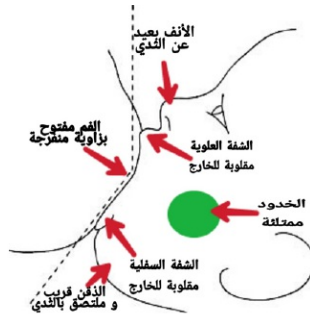 الأنف بعيد
عن الثدي
الفم مفتوح
بزاوية منفرجة
الشفة العلوية
مقلوبة للخارج
الخدود
ممتلئة
الشفة السفلية
مقلوبة للخارج
الذقن قريب
و ملتصق بالثدي